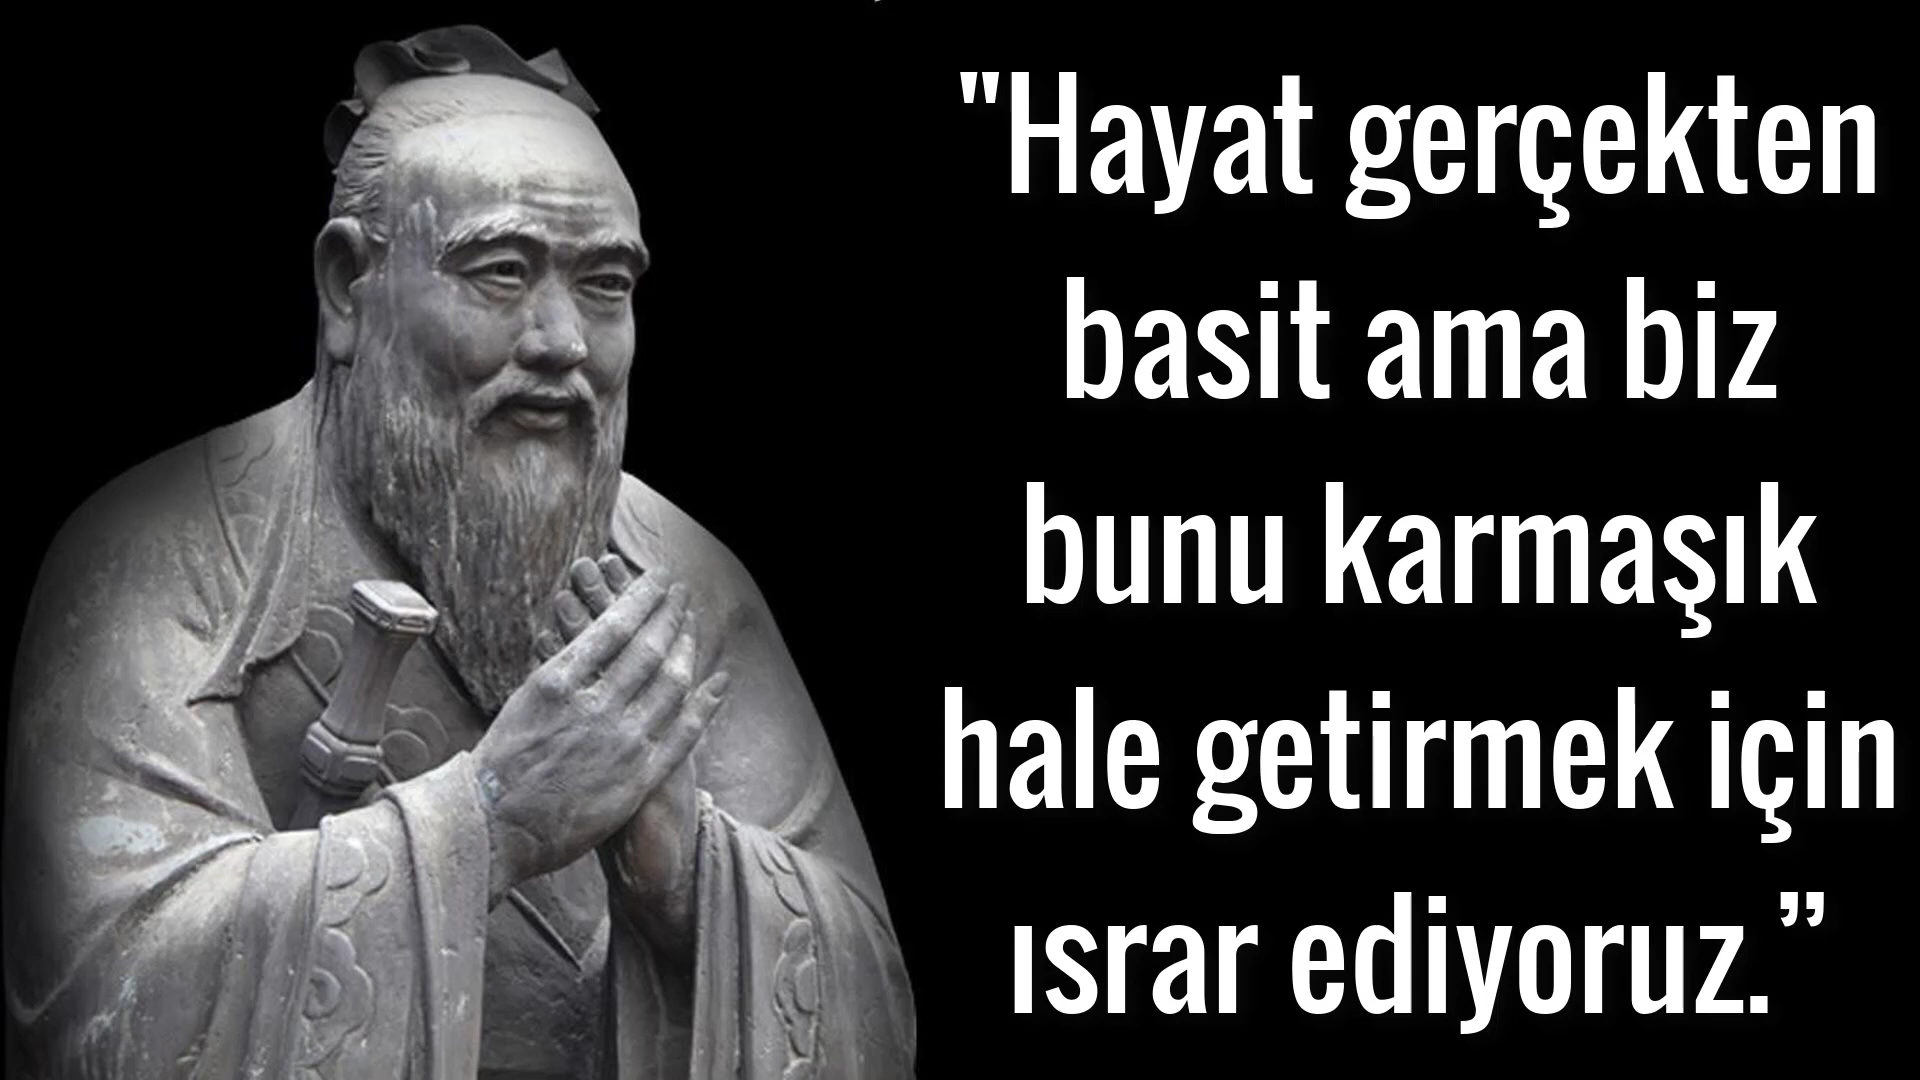 "Hayat gerçekten
basit ama biz
bunu karmaşık
hale getirmek için
ısrar ediyoruz.”